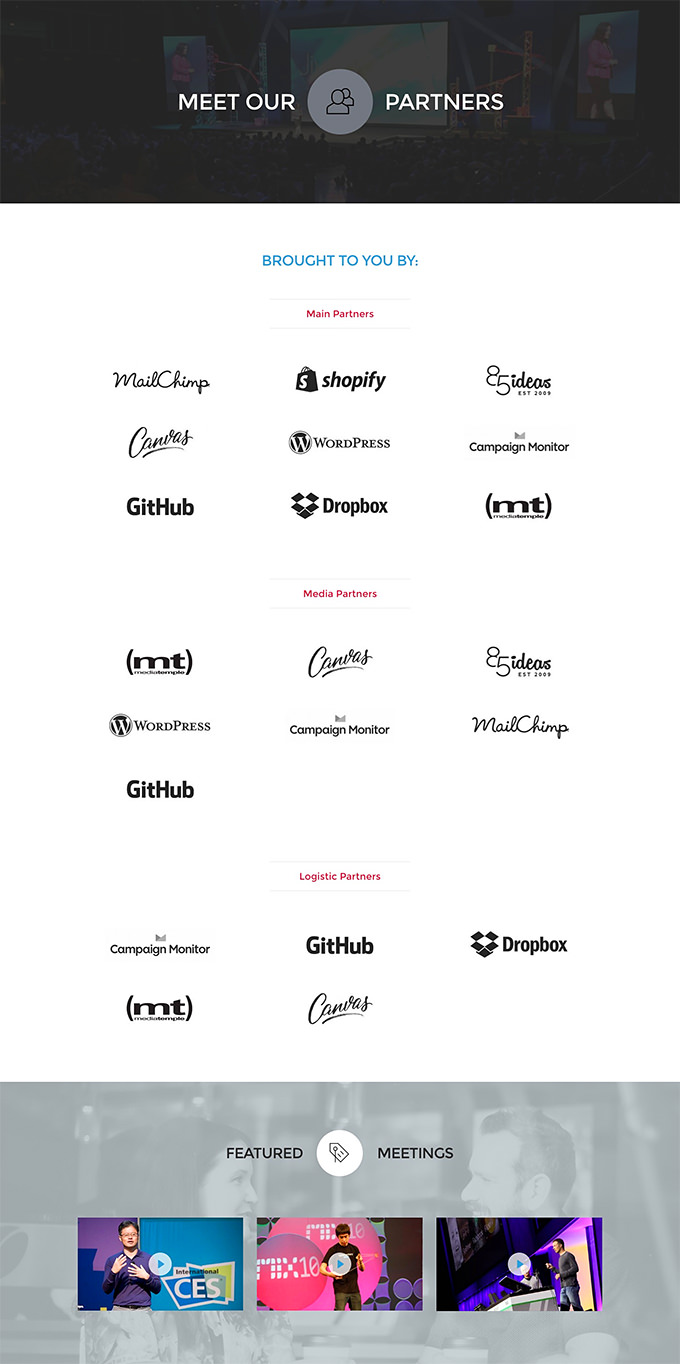 MEET OUR PARTNERS
BROUGHT TO YOU BY:
Main Partners
MailChimp shopify 85ideas
EST 2009
Canvas WORDPRESS Campaign Monitor
GitHub Dropbox (mt)
mediatemple
Media Partners
(mt) Canvas 85ideas
mediatemple EST 2009
WORDPRESS Campaign Monitor MailChimp
GitHub
Logistic Partners
Campaign Monitor GitHub Dropbox
(mt) Canvas
mediatemple
FEATURED MEETINGS
International
CES
MIX10